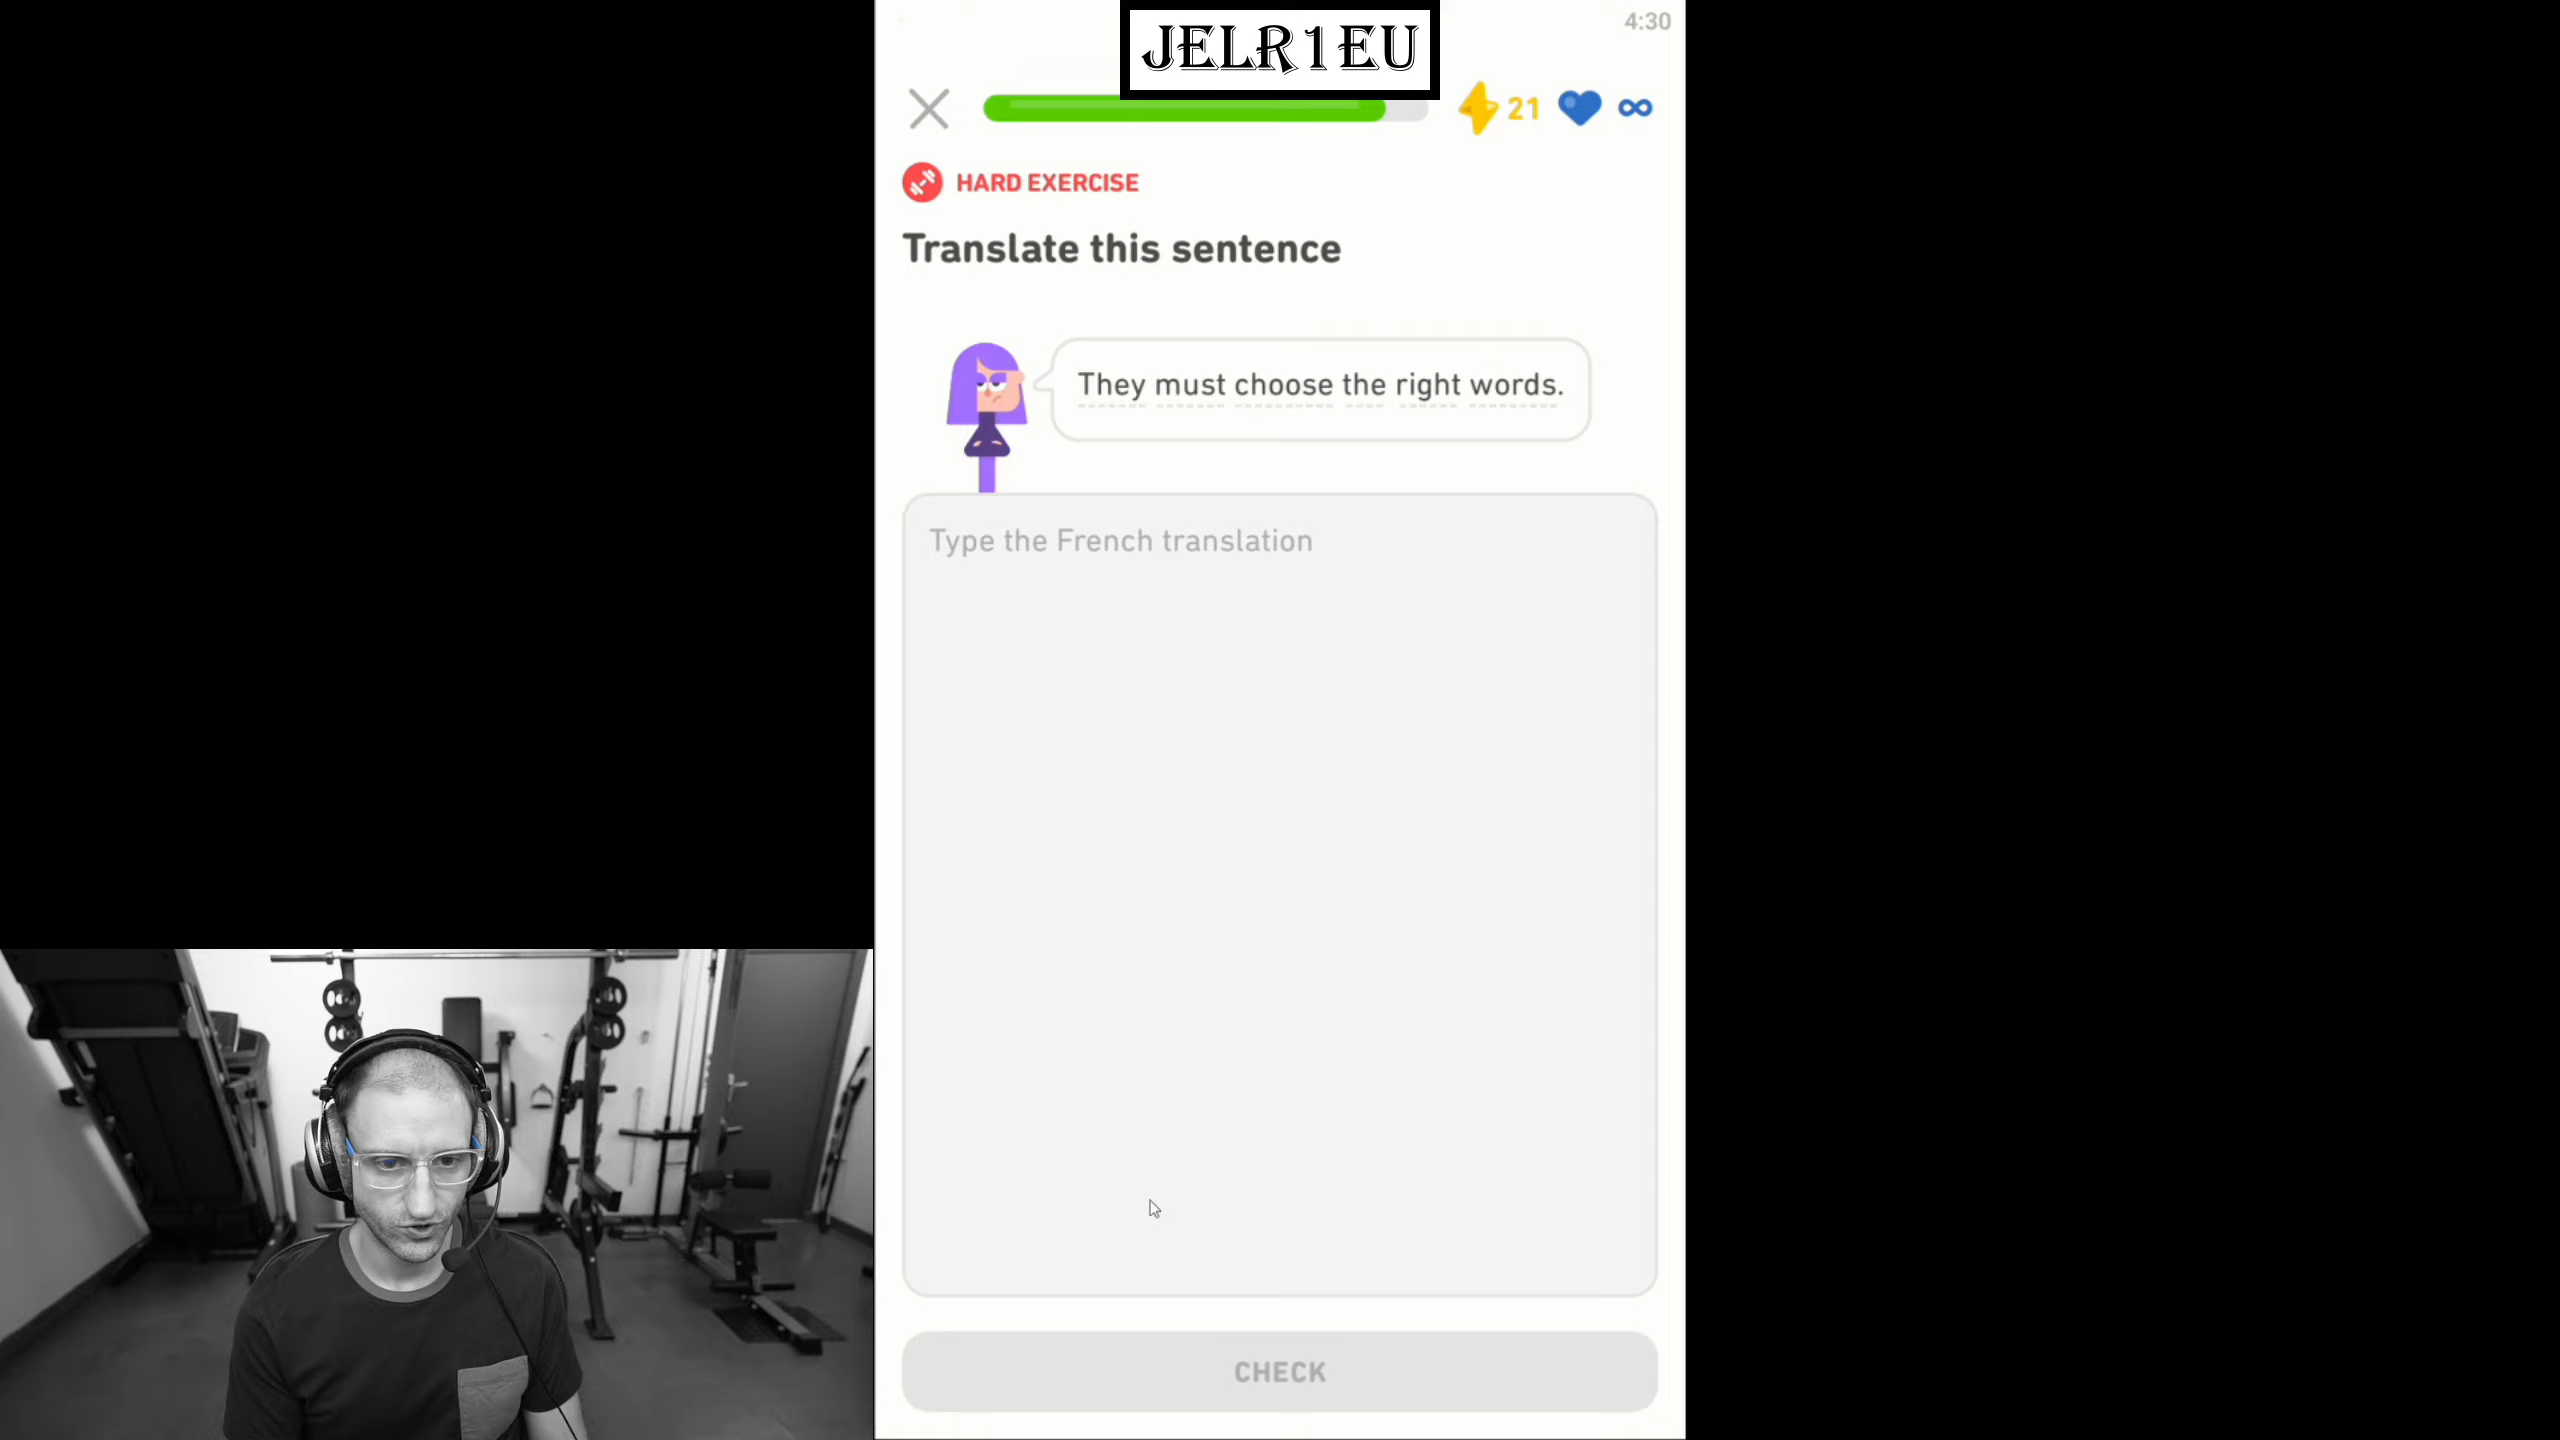 JELR1EU
4:30
21
HARD EXERCISE
Translate this sentence
They must choose the right words.
Type the French translation
CHECK